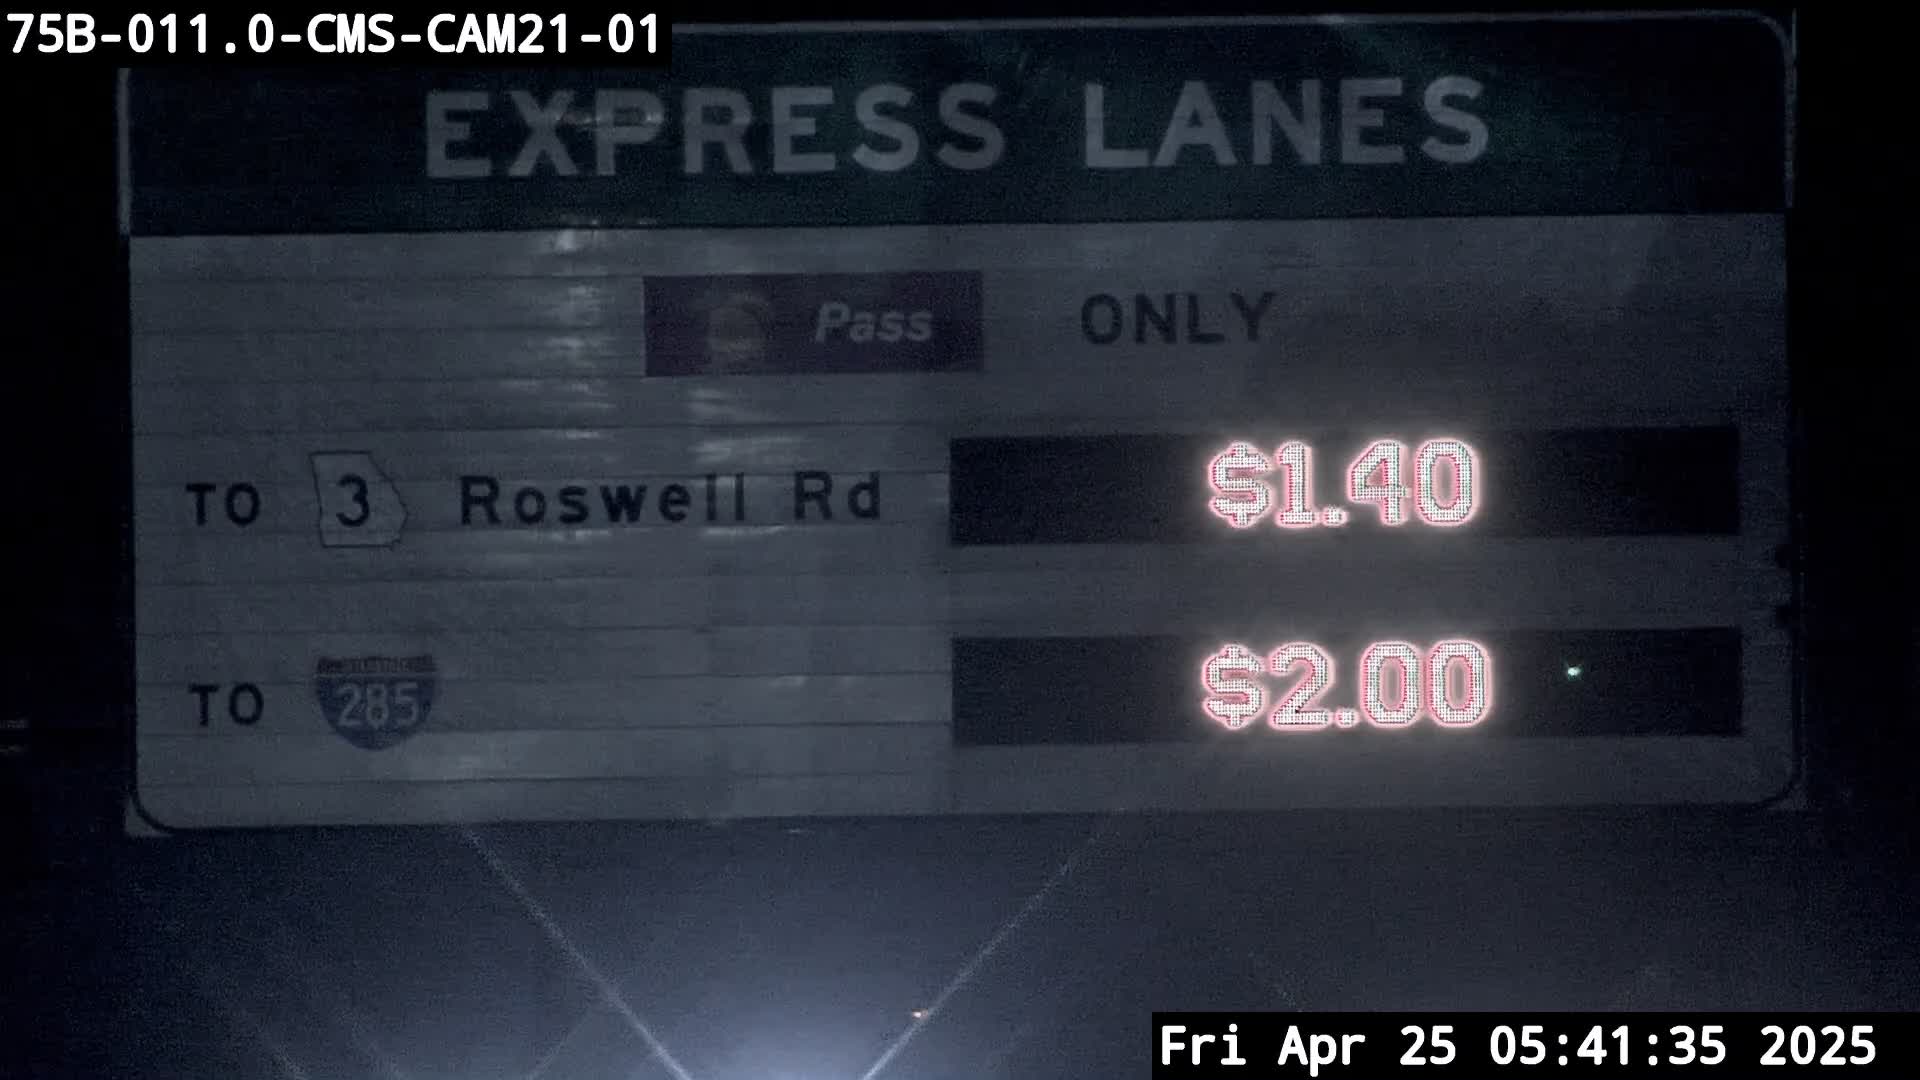 75B-011.0-CMS-CAM21-01
EXPRESS LANES
Pass ONLY
TO 3 Roswell Rd $1.40
TO 285 $2.00
Fri Apr 25 05:41:35 2025